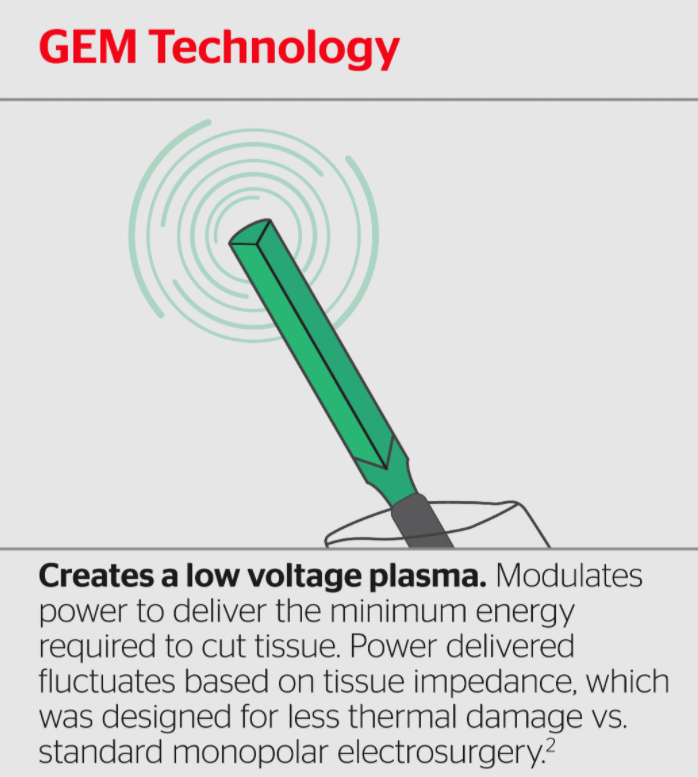 GEM Technology
Creates a low voltage plasma. Modulates
power to deliver the minimum energy
required to cut tissue. Power delivered
fluctuates based on tissue impedance, which
was designed for less thermal damage vs.
standard monopolar electrosurgery.²